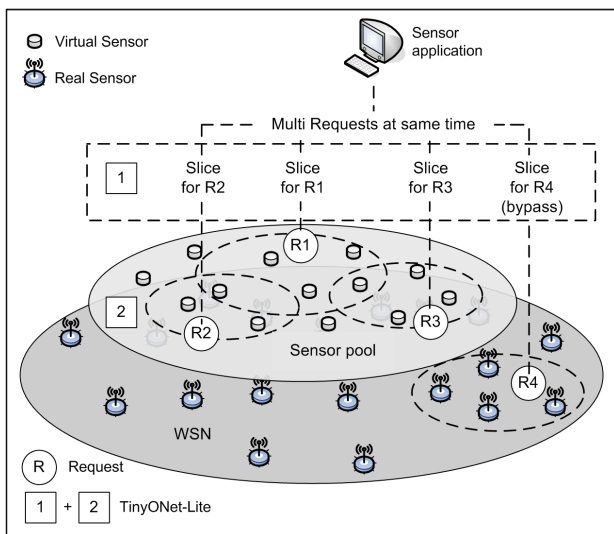 Virtual Sensor
Real Sensor
Sensor
application
Multi Requests at same time
1
Slice
for R2
Slice
for R1
Slice
for R3
Slice
for R4
(bypass)
R1
2
R2
R3
Sensor pool
R4
WSN
R Request
1 + 2 TinyONet-Lite